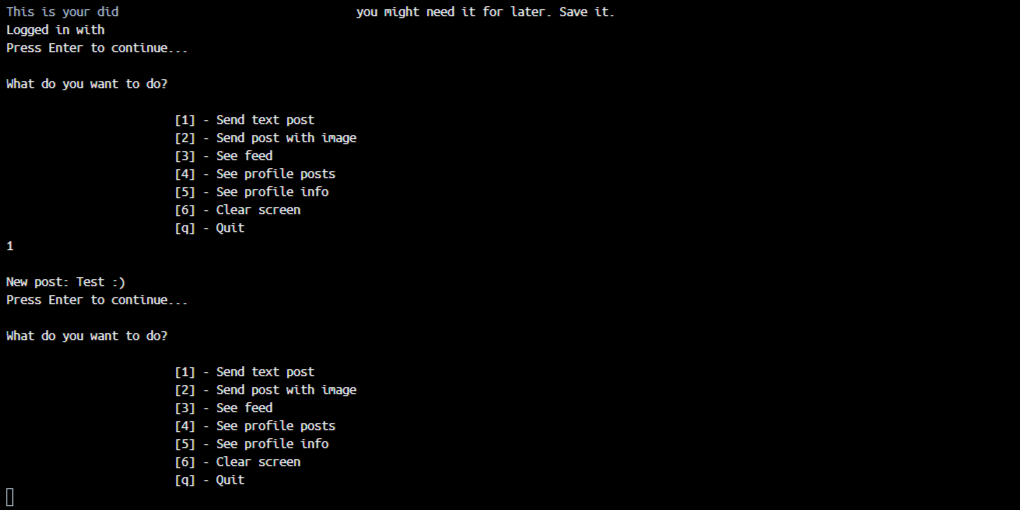 This is your did you might need it for later. Save it.
Logged in with
Press Enter to continue...
What do you want to do?
[1] - Send text post
[2] - Send post with image
[3] - See feed
[4] - See profile posts
[5] - See profile info
[6] - Clear screen
[q] - Quit
1
New post: Test :)
Press Enter to continue...
What do you want to do?
[1] - Send text post
[2] - Send post with image
[3] - See feed
[4] - See profile posts
[5] - See profile info
[6] - Clear screen
[q] - Quit